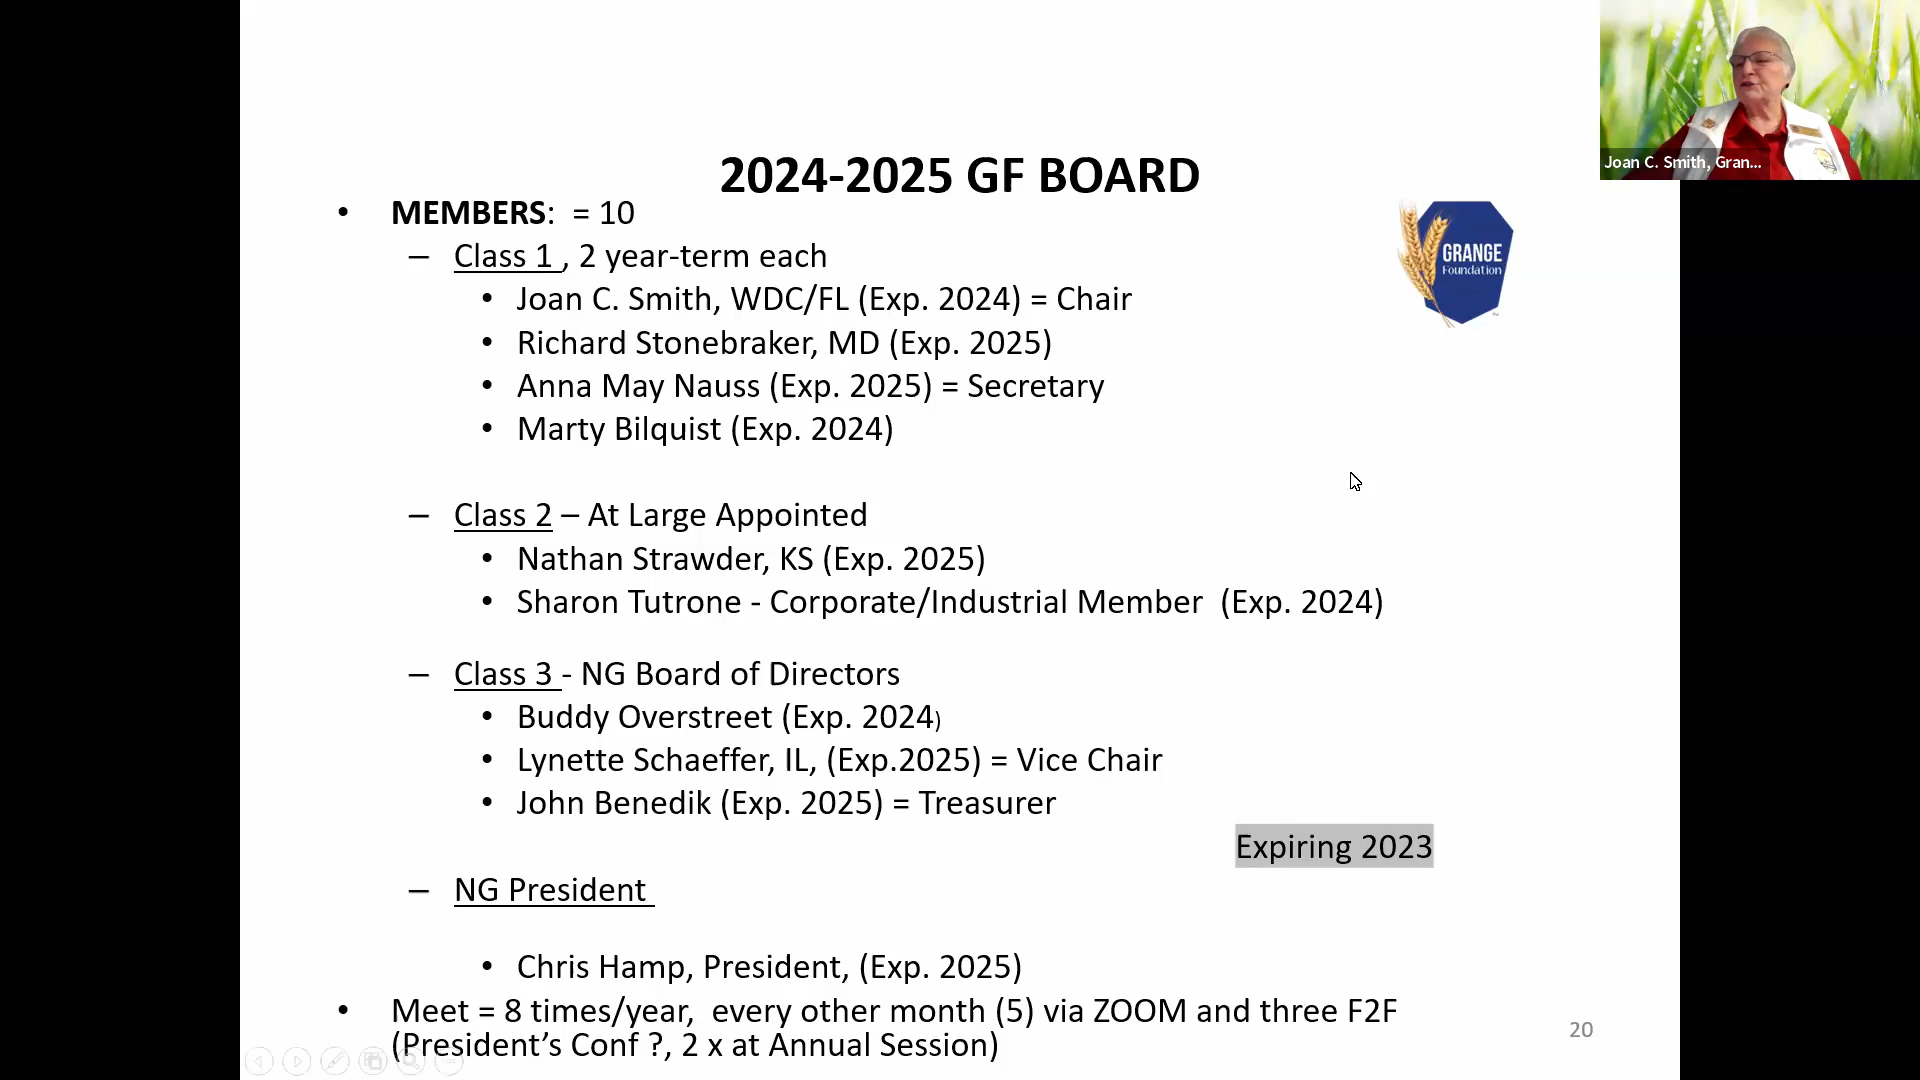 Joan C. Smith, Gran...
2024-2025 GF BOARD
• MEMBERS:  = 10
– Class 1 , 2 year-term each
• Joan C. Smith, WDC/FL (Exp. 2024) = Chair
• Richard Stonebraker, MD (Exp. 2025)
• Anna May Nauss (Exp. 2025) = Secretary
• Marty Bilquist (Exp. 2024)
– Class 2 – At Large Appointed
• Nathan Strawder, KS (Exp. 2025)
• Sharon Tutrone - Corporate/Industrial Member  (Exp. 2024)
– Class 3 - NG Board of Directors
• Buddy Overstreet (Exp. 2024)
• Lynette Schaeffer, IL, (Exp.2025) = Vice Chair
• John Benedik (Exp. 2025) = Treasurer
Expiring 2023
– NG President
• Chris Hamp, President, (Exp. 2025)
• Meet = 8 times/year,  every other month (5) via ZOOM and three F2F
(President’s Conf ?, 2 x at Annual Session)
GRANGE
Foundation
20